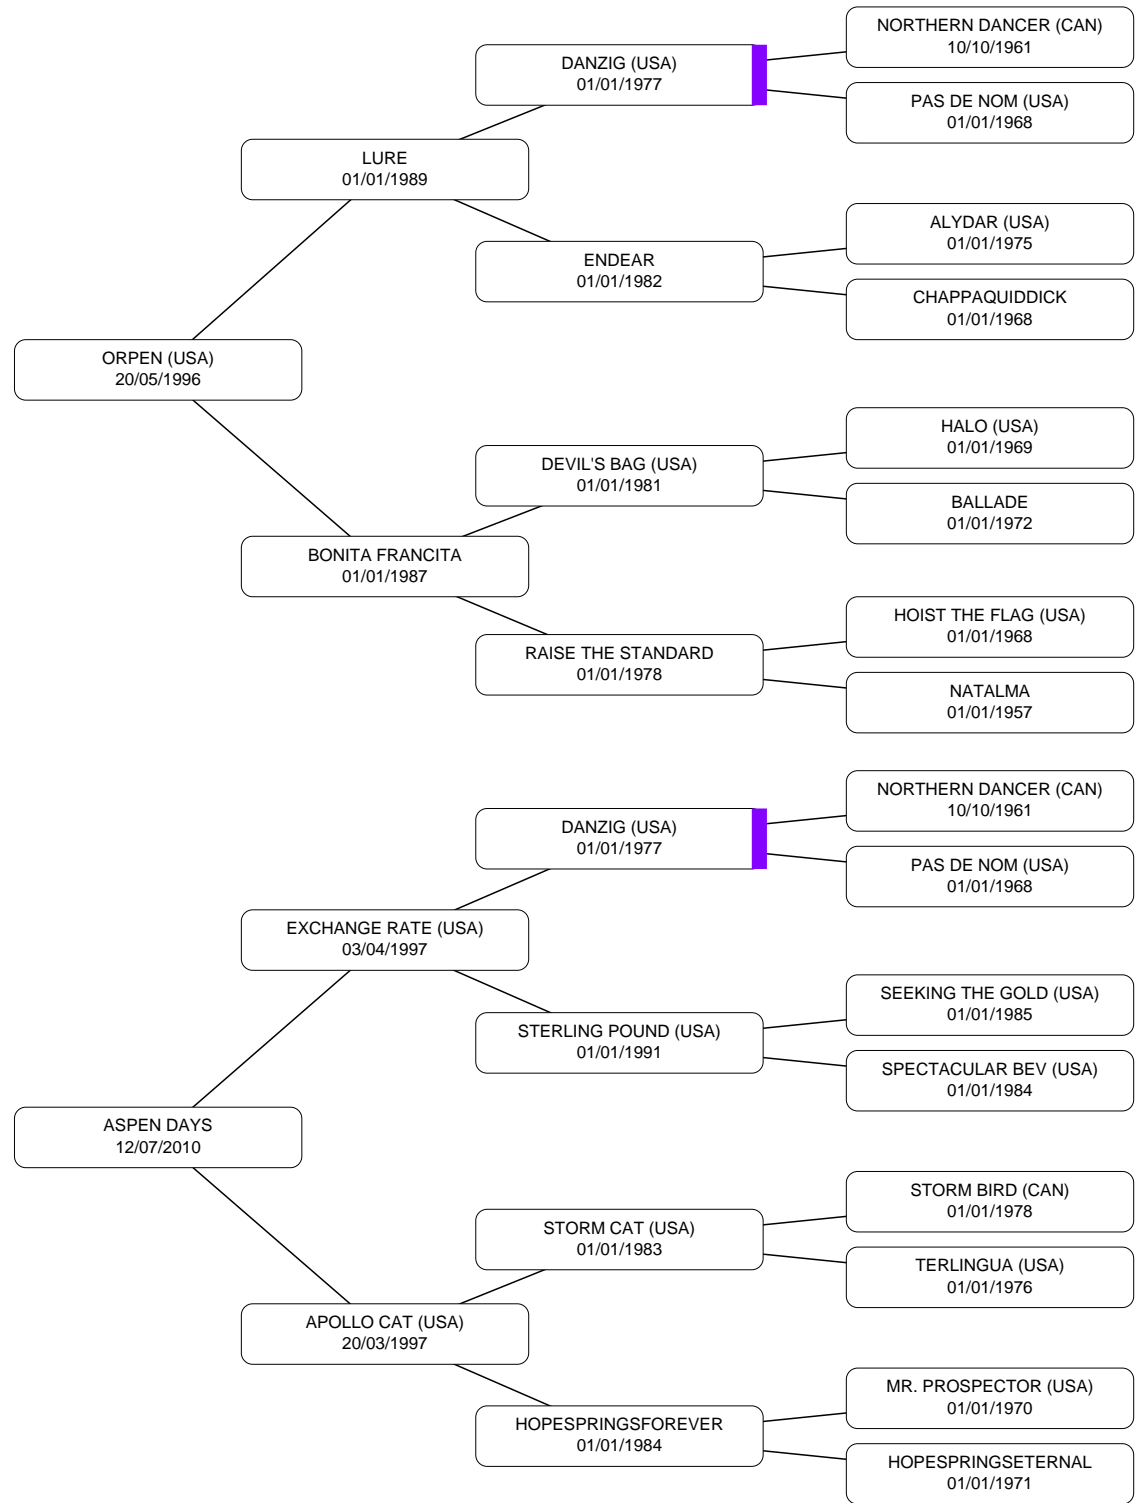 NORTHERN DANCER (CAN)
10/10/1961
DANZIG (USA)
01/01/1977
PAS DE NOM (USA)
01/01/1968
LURE
01/01/1989
ALYDAR (USA)
01/01/1975
ENDEAR
01/01/1982
CHAPPAQUIDDICK
01/01/1968
ORPEN (USA)
20/05/1996
HALO (USA)
01/01/1969
DEVIL'S BAG (USA)
01/01/1981
BALLADE
01/01/1972
BONITA FRANCITA
01/01/1987
HOIST THE FLAG (USA)
01/01/1968
RAISE THE STANDARD
01/01/1978
NATALMA
01/01/1957
NORTHERN DANCER (CAN)
10/10/1961
DANZIG (USA)
01/01/1977
PAS DE NOM (USA)
01/01/1968
EXCHANGE RATE (USA)
03/04/1997
SEEKING THE GOLD (USA)
01/01/1985
STERLING POUND (USA)
01/01/1991
SPECTACULAR BEV (USA)
01/01/1984
ASPEN DAYS
12/07/2010
STORM BIRD (CAN)
01/01/1978
STORM CAT (USA)
01/01/1983
TERLINGUA (USA)
01/01/1976
APOLLO CAT (USA)
20/03/1997
MR. PROSPECTOR (USA)
01/01/1970
HOPESPRINGSFOREVER
01/01/1984
HOPESPRINGSETERNAL
01/01/1971